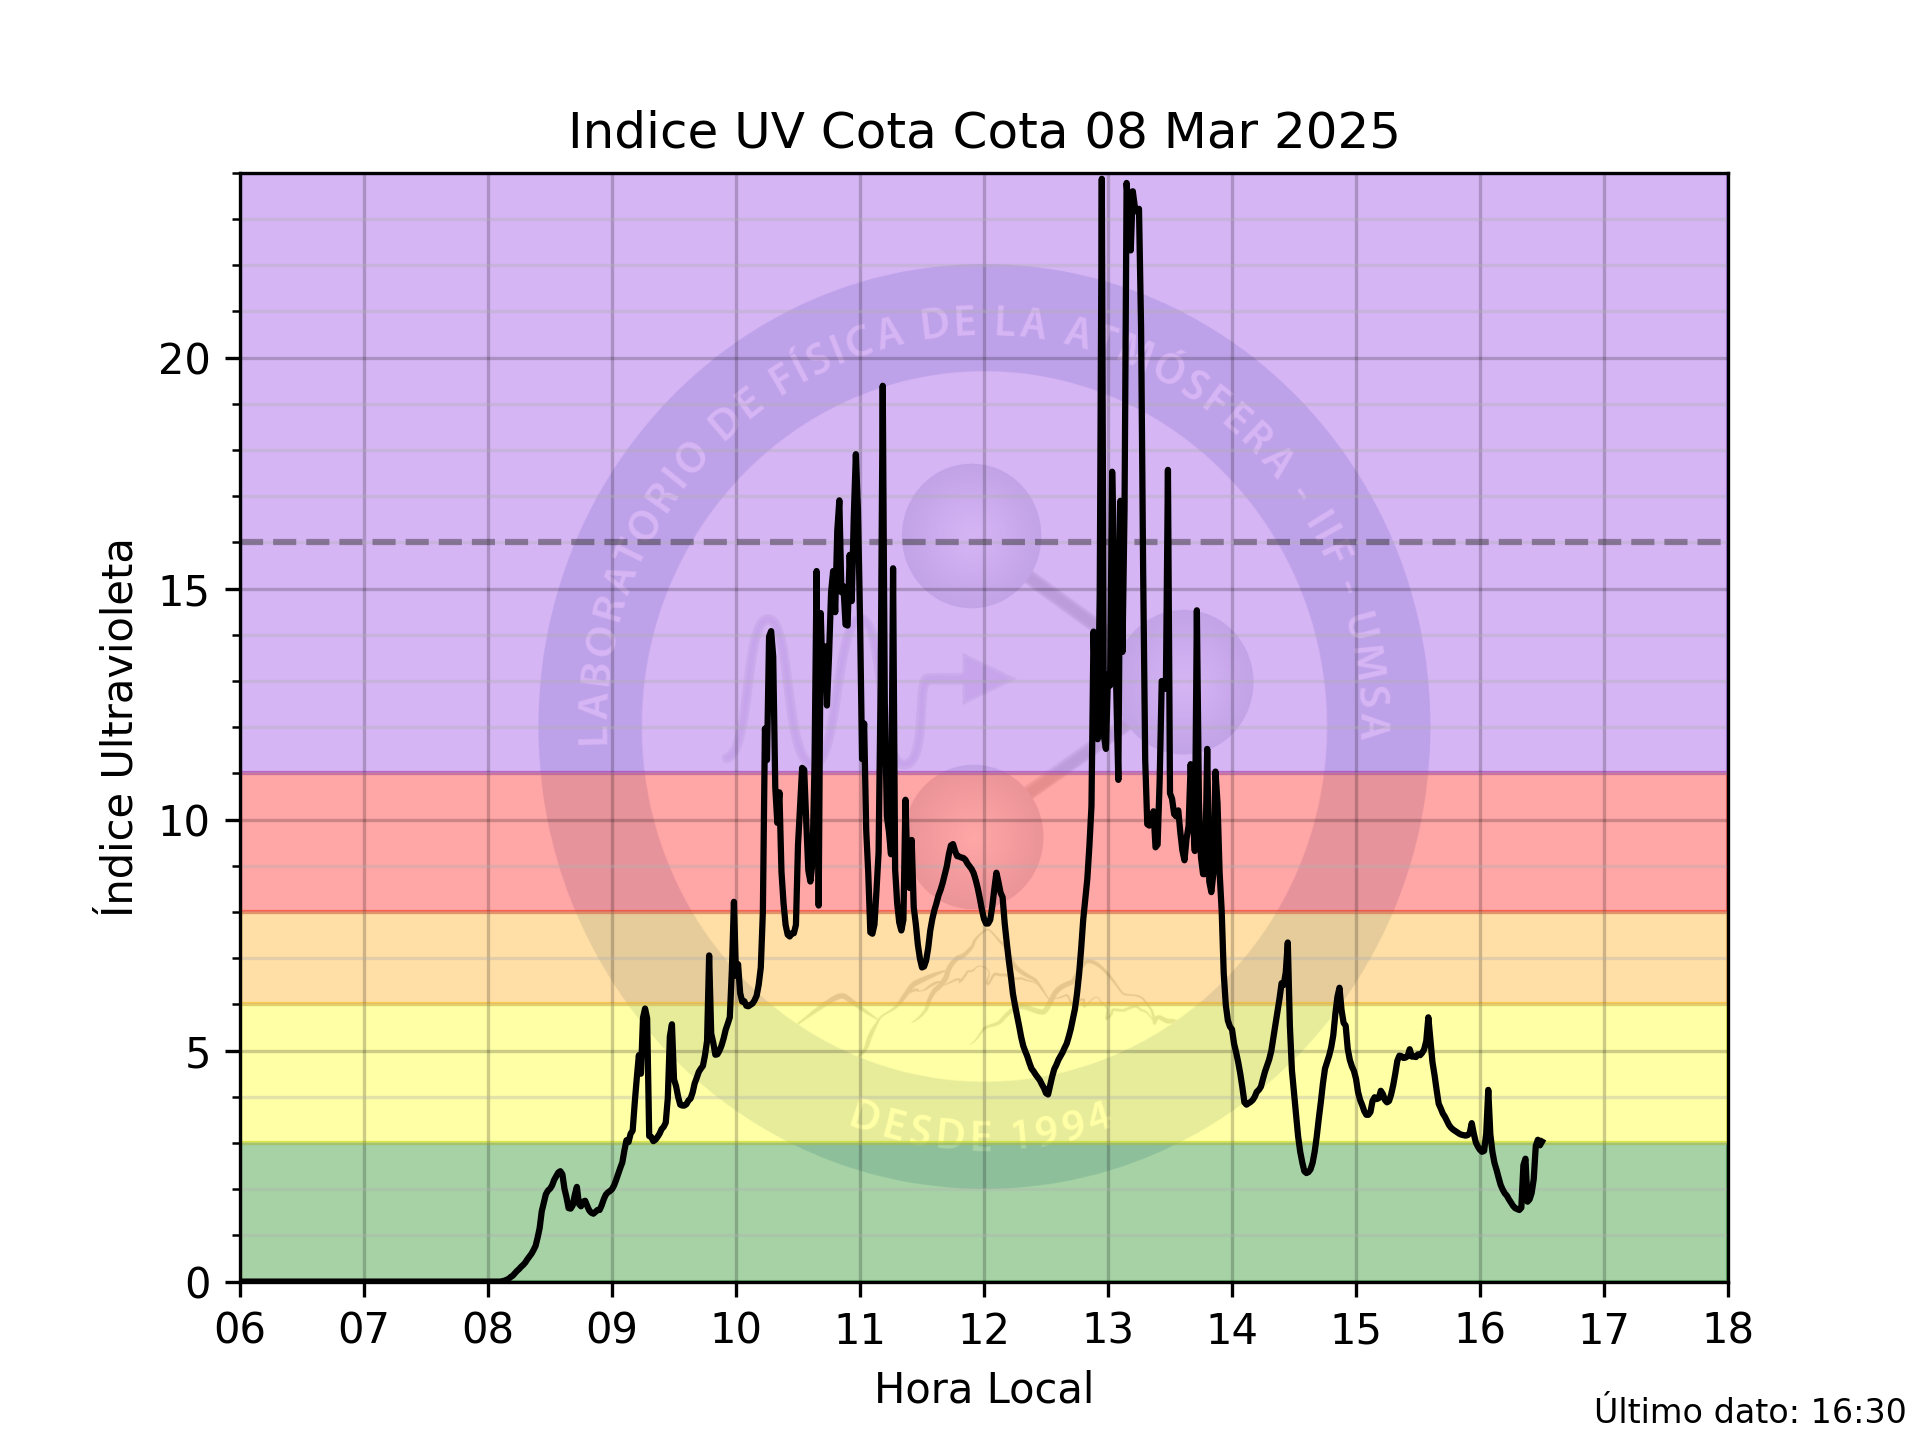 Indice UV Cota Cota 08 Mar 2025
Índice Ultravioleta
20
15
10
5
0
06 07 08 09 10 11 12 13 14 15 16 17 18
Hora Local
Último dato: 16:30
LABORATORIO DE FÍSICA DE LA ATMÓSFERA - IIF - UMSA
DESDE 1994